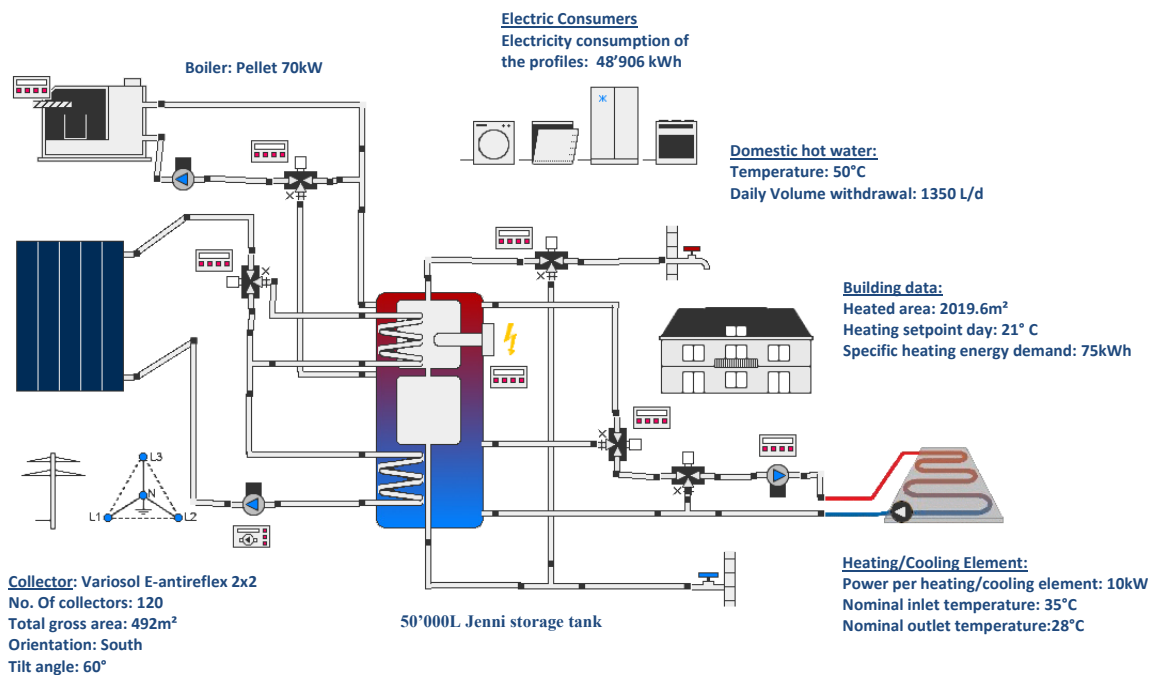 Electric Consumers
Electricity consumption of
the profiles:  48’906 kWh
Boiler: Pellet 70kW
Domestic hot water:
Temperature: 50°C
Daily Volume withdrawal: 1350 L/d
Building data:
Heated area: 2019.6m²
Heating setpoint day: 21° C
Specific heating energy demand: 75kWh
L3
N
L1
L2
Collector: Variosol E-antireflex 2x2
No. Of collectors: 120
Total gross area: 492m²
Orientation: South
Tilt angle: 60°
50’000L Jenni storage tank
Heating/Cooling Element:
Power per heating/cooling element: 10kW
Nominal inlet temperature: 35°C
Nominal outlet temperature:28°C